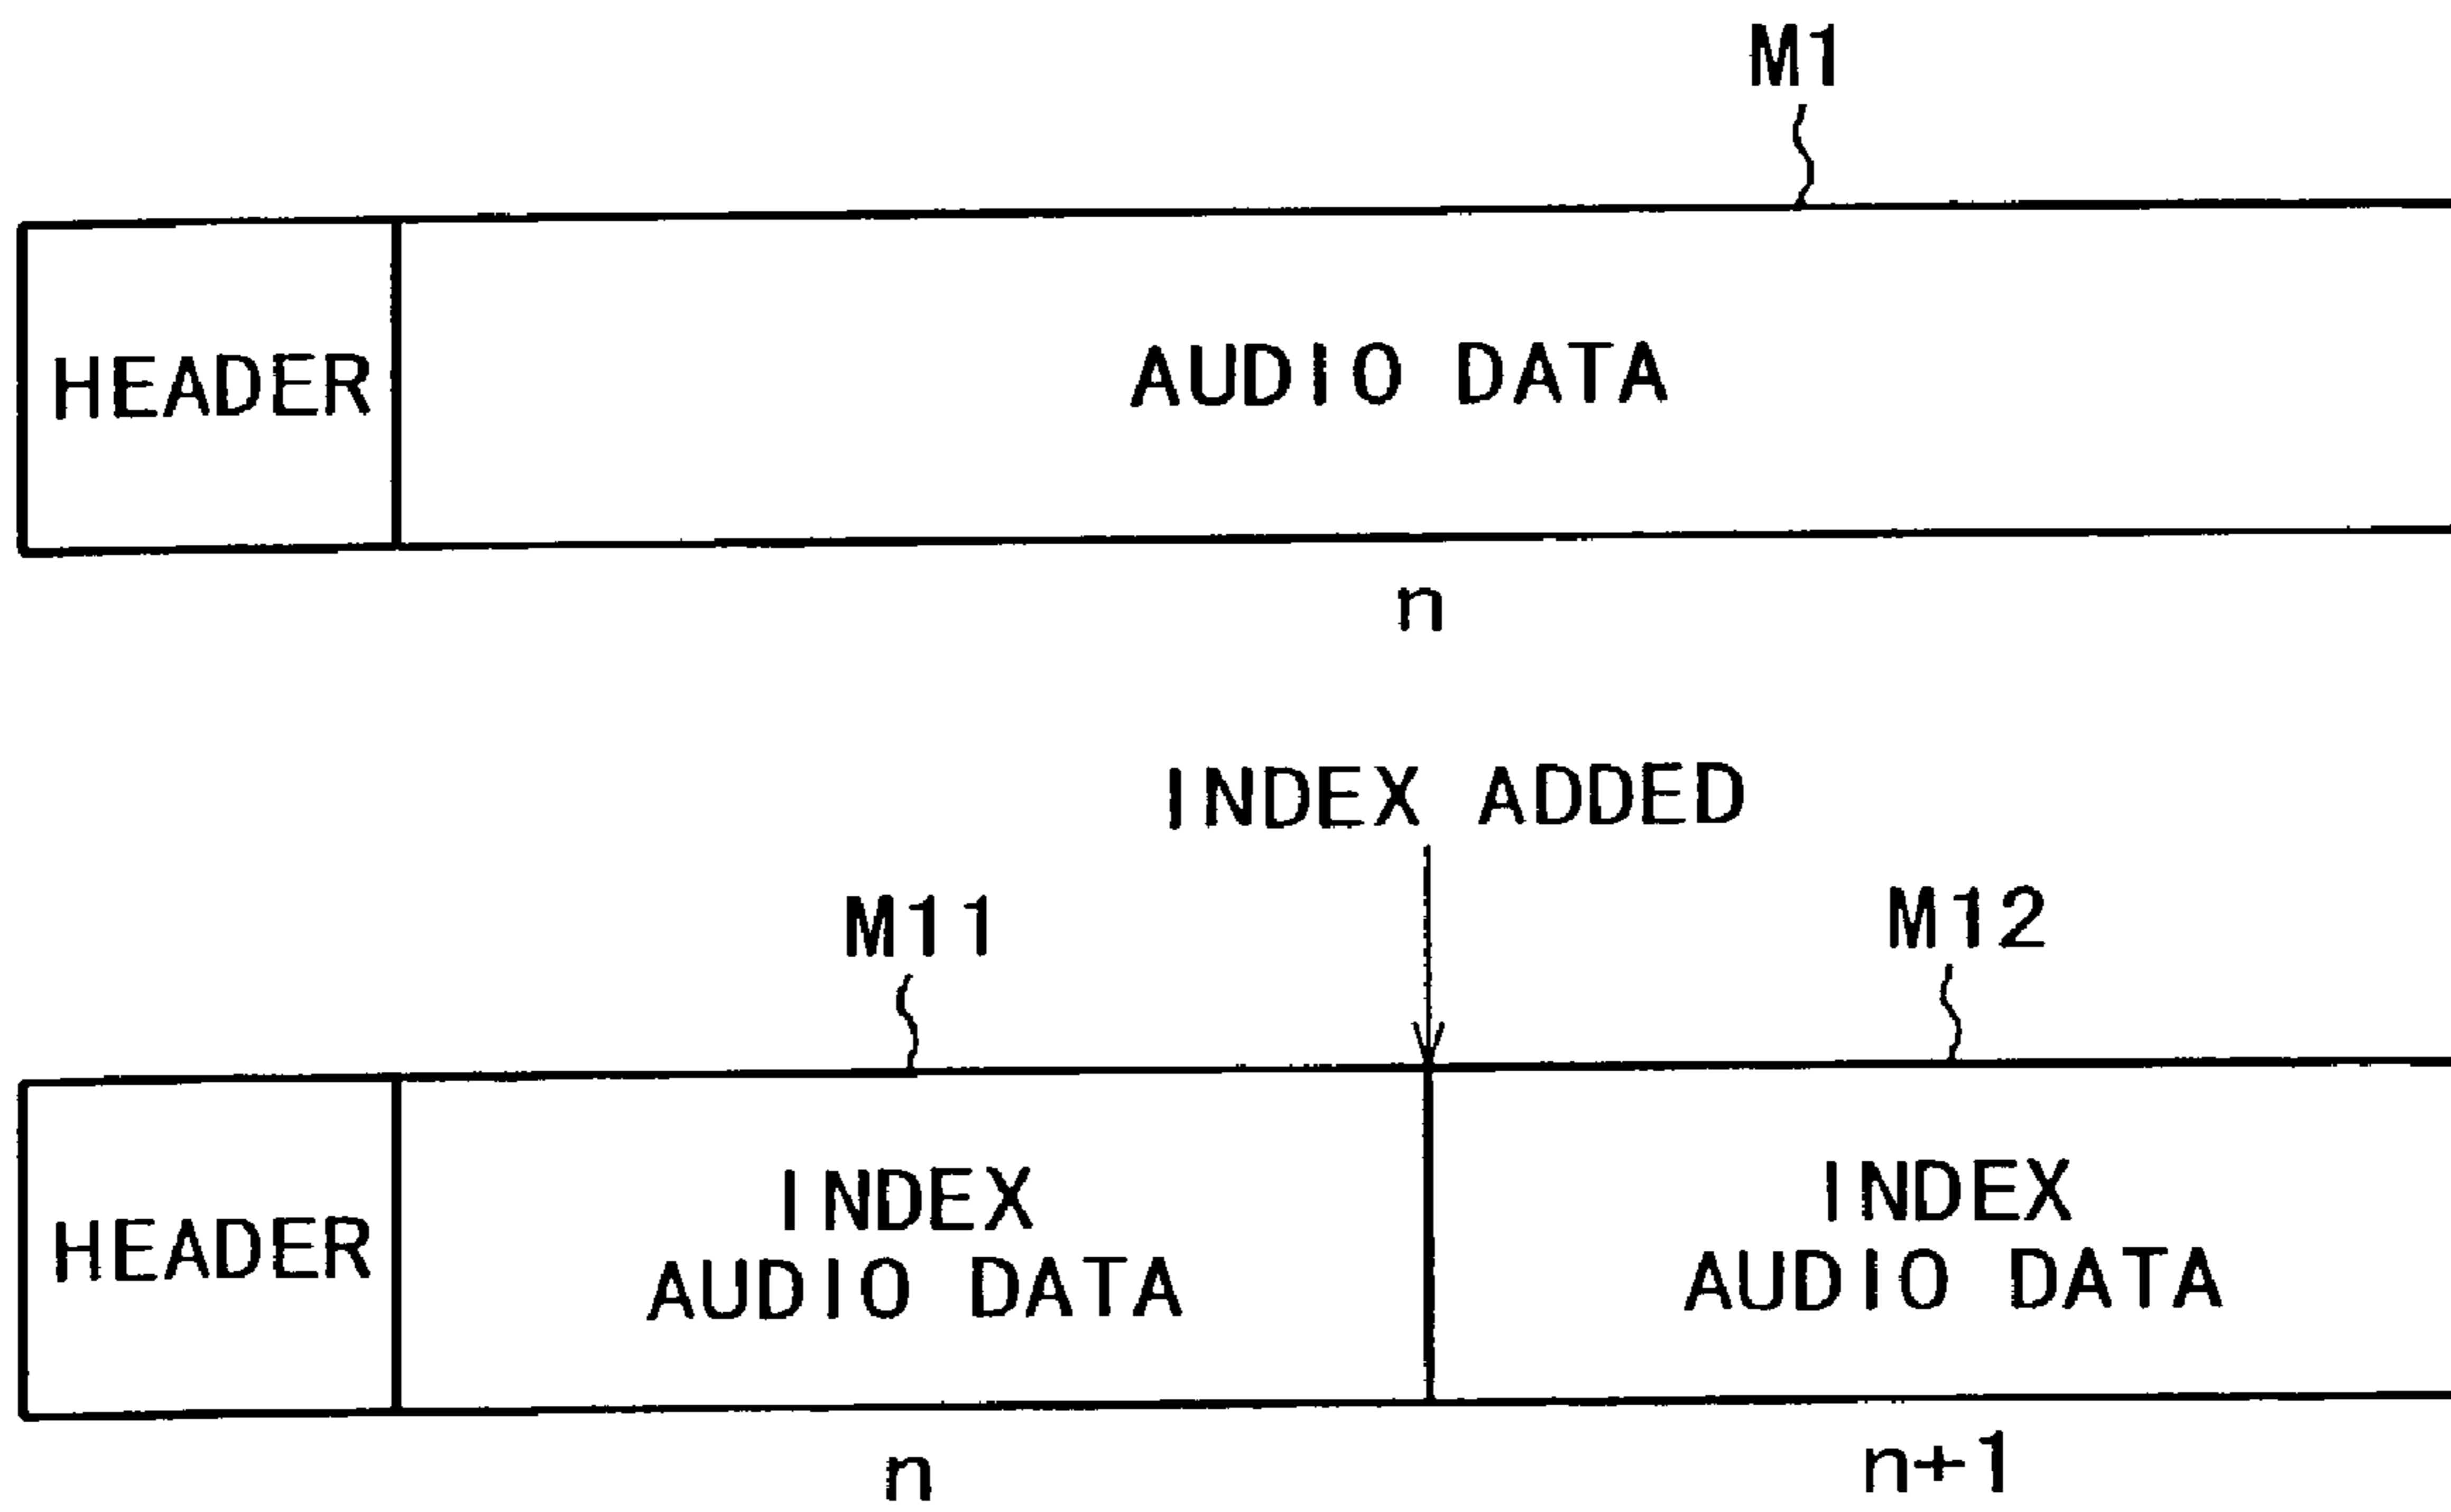 M1
HEADER
AUDIO DATA
n
INDEX ADDED
M11
M12
HEADER
INDEX
AUDIO DATA
INDEX
AUDIO DATA
n
n+1